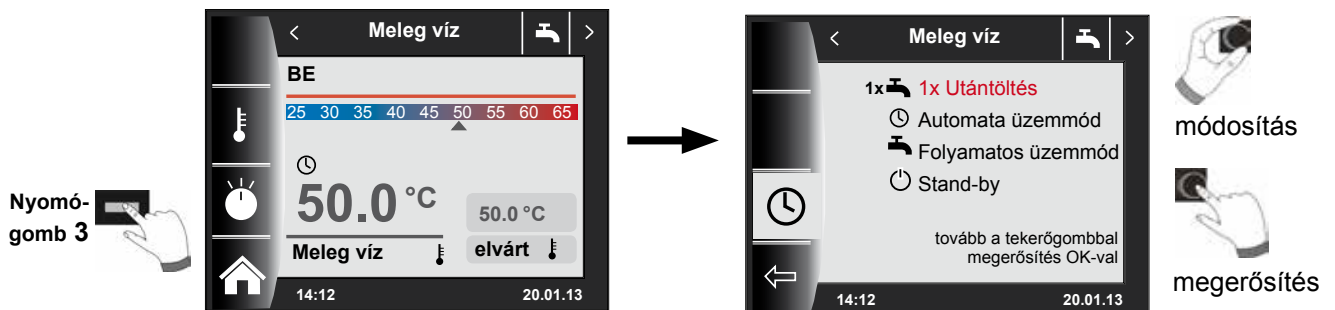 Nyomó-
gomb 3
< Meleg víz >
BE
25 30 35 40 45 50 55 60 65
50.0 °C
50.0 °C
Meleg víz
elvárt
14:12 20.01.13
< Meleg víz >
1x 1x Utántöltés
Automata üzemmód
Folyamatos üzemmód
Stand-by
tovább a tekerőgombbal
megerősítés OK-val
14:12 20.01.13
módosítás
megerősítés